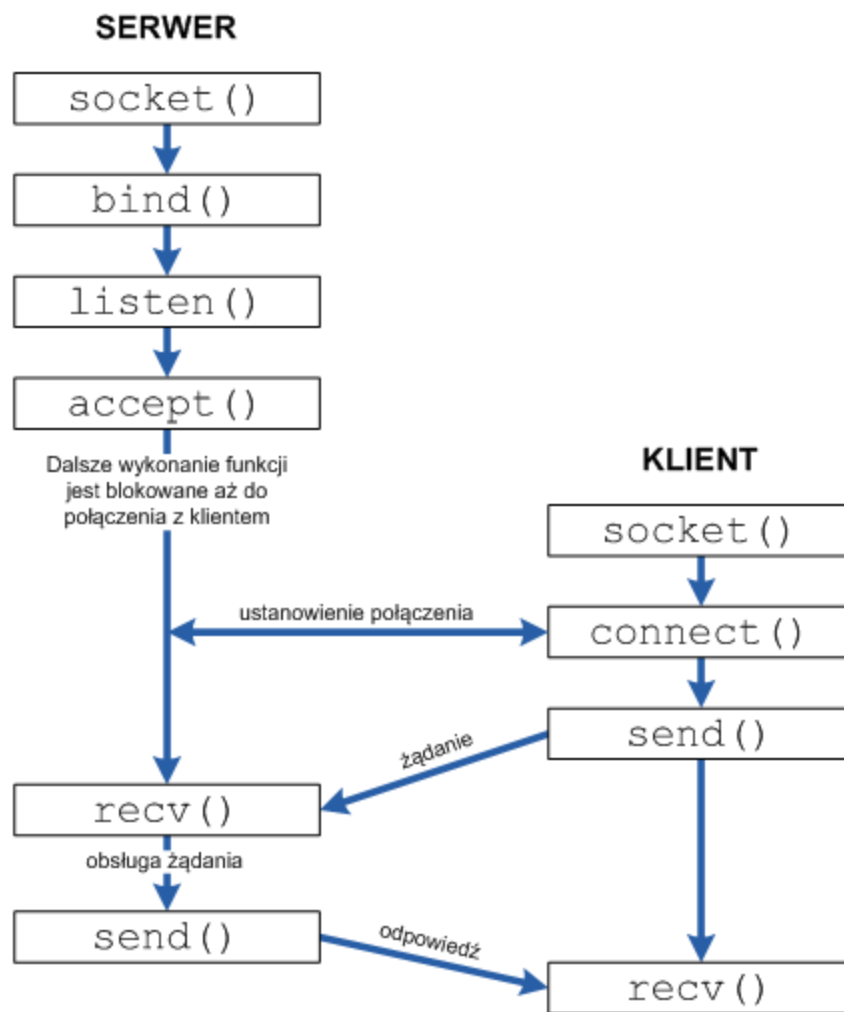 SERWER
socket()
bind()
listen()
accept()
Dalsze wykonanie funkcji
jest blokowane aż do
połączenia z klientem
KLIENT
socket()
ustanowienie połączenia
connect()
send()
żądanie
recv()
obsługa żądania
send()
odpowiedź
recv()